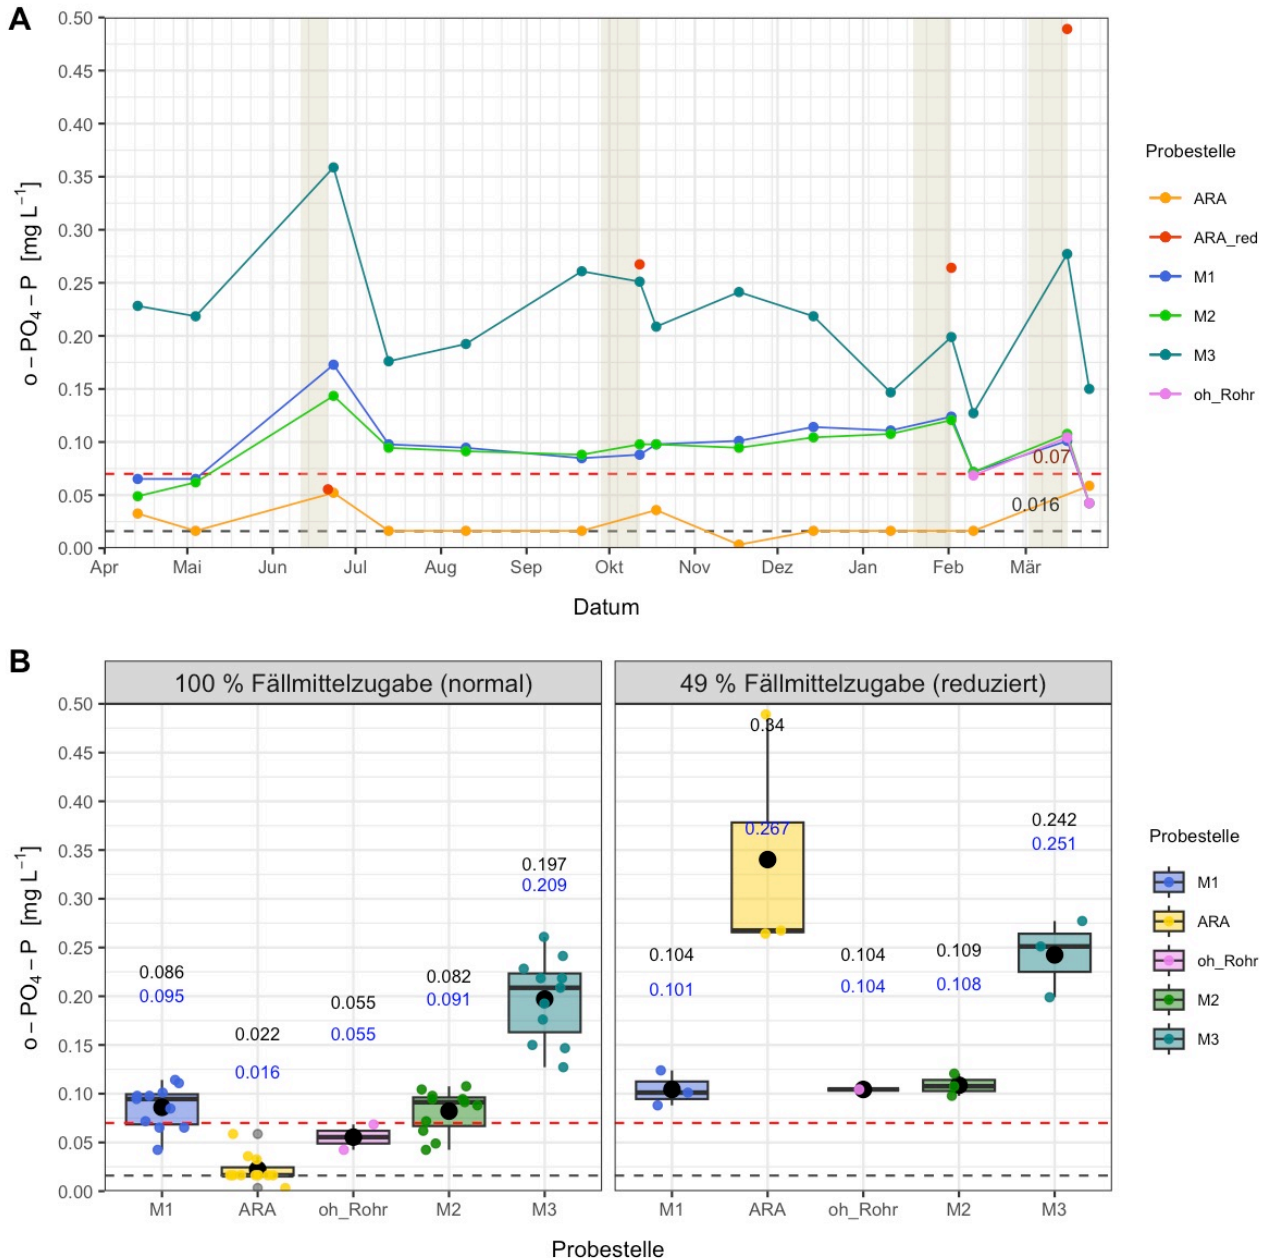 A
0.50
0.45
0.40
0.35
0.30
0.25
0.20
0.15
0.10
0.05
0.00
o – PO4 – P [mg L−1]
0.07
0.016
Apr Mai Jun Jul Aug Sep Okt Nov Dez Jan Feb Mär
Datum
Probestelle
ARA
ARA_red
M1
M2
M3
oh_Rohr
B
100 % Fällmittelzugabe (normal)
49 % Fällmittelzugabe (reduziert)
0.50
0.45
0.40
0.35
0.30
0.25
0.20
0.15
0.10
0.05
0.00
o – PO4 – P [mg L−1]
0.086
0.095
0.022
0.016
0.055
0.055
0.082
0.091
0.197
0.209
0.104
0.101
0.34
0.267
0.104
0.104
0.109
0.108
0.242
0.251
M1 ARA oh_Rohr M2 M3
M1 ARA oh_Rohr M2 M3
Probestelle
Probestelle
M1
ARA
oh_Rohr
M2
M3